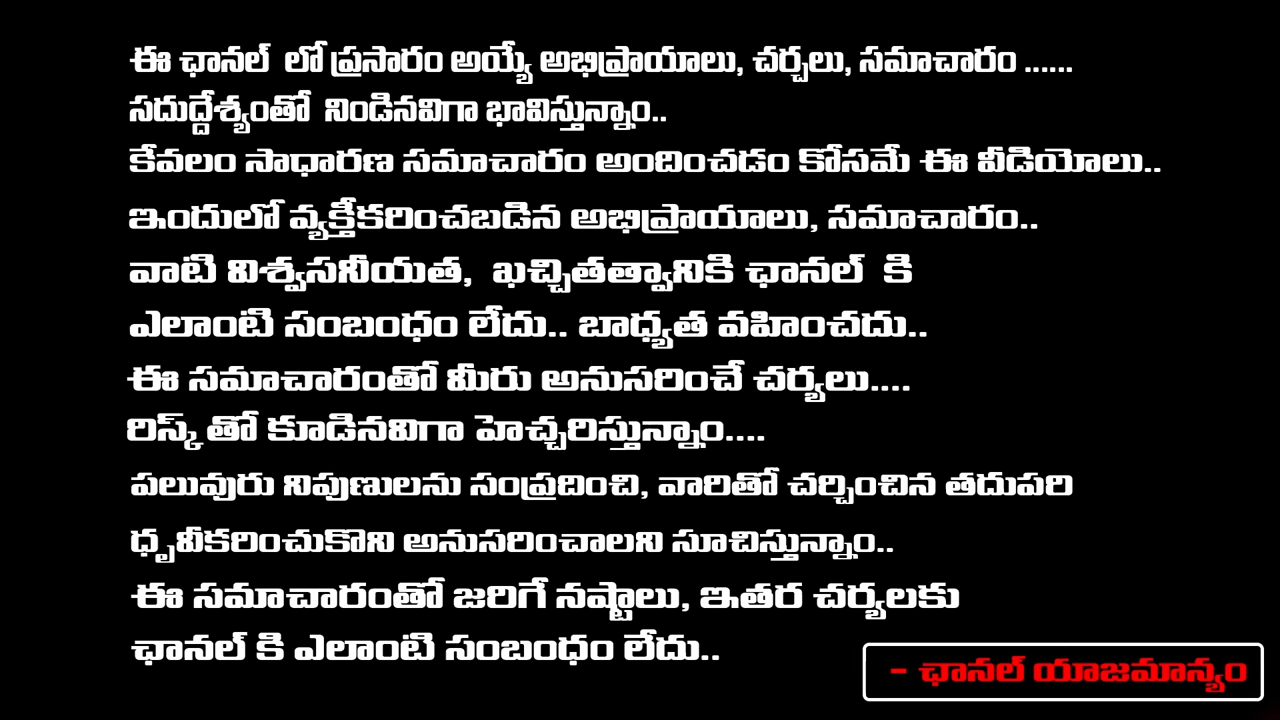 ఈ ఛానల్ లో ప్రసారం అయ్యే అభిప్రాయాలు, చర్చలు, సమాచారం ......
సదుద్దేశ్యంతో నిండినవిగా భావిస్తున్నాం..
కేవలం సాధారణ సమాచారం అందించడం కోసమే ఈ వీడియోలు..
ఇందులో వ్యక్తీకరించబడిన అభిప్రాయాలు, సమాచారం..
వాటి విశ్వసనీయత, ఖచ్చితత్వానికి ఛానల్ కి
ఎలాంటి సంబంధం లేదు.. బాధ్యత వహించదు..
ఈ సమాచారంతో మీరు అనుసరించే చర్యలు....
రిస్క్ తో కూడినవిగా హెచ్చరిస్తున్నాం....
పలువురు నిపుణులను సంప్రదించి, వారితో చర్చించిన తదుపరి
ధృవీకరించుకొని అనుసరించాలని సూచిస్తున్నాం..
ఈ సమాచారంతో జరిగే నష్టాలు, ఇతర చర్యలకు
ఛానల్ కి ఎలాంటి సంబంధం లేదు..
- ఛానల్ యాజమాన్యం